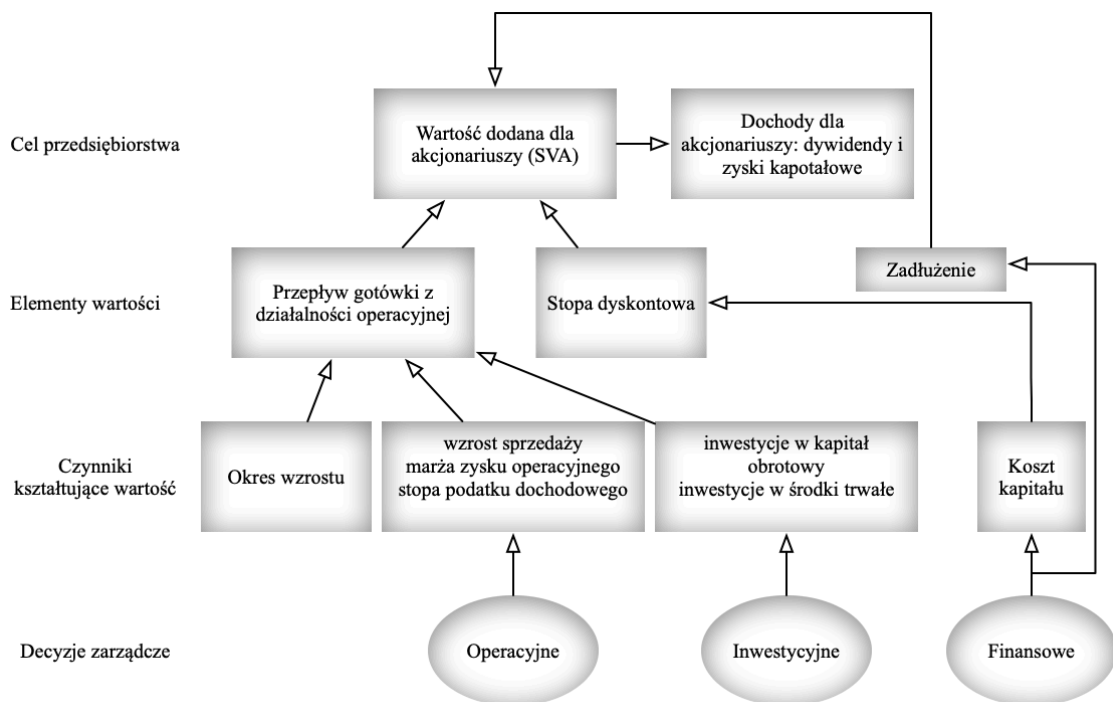 Cel przedsiębiorstwa
Wartość dodana dla
akcjonariuszy (SVA)
Dochody dla
akcjonariuszy: dywidendy i
zyski kapotałowe
Elementy wartości
Przepływ gotówki z
działalności operacyjnej
Stopa dyskontowa
Zadłużenie
Czynniki
kształtujące wartość
Okres wzrostu
wzrost sprzedaży
marża zysku operacyjnego
stopa podatku dochodowego
inwestycje w kapitał
obrotowy
inwestycje w środki trwałe
Koszt
kapitału
Decyzje zarządcze
Operacyjne
Inwestycyjne
Finansowe